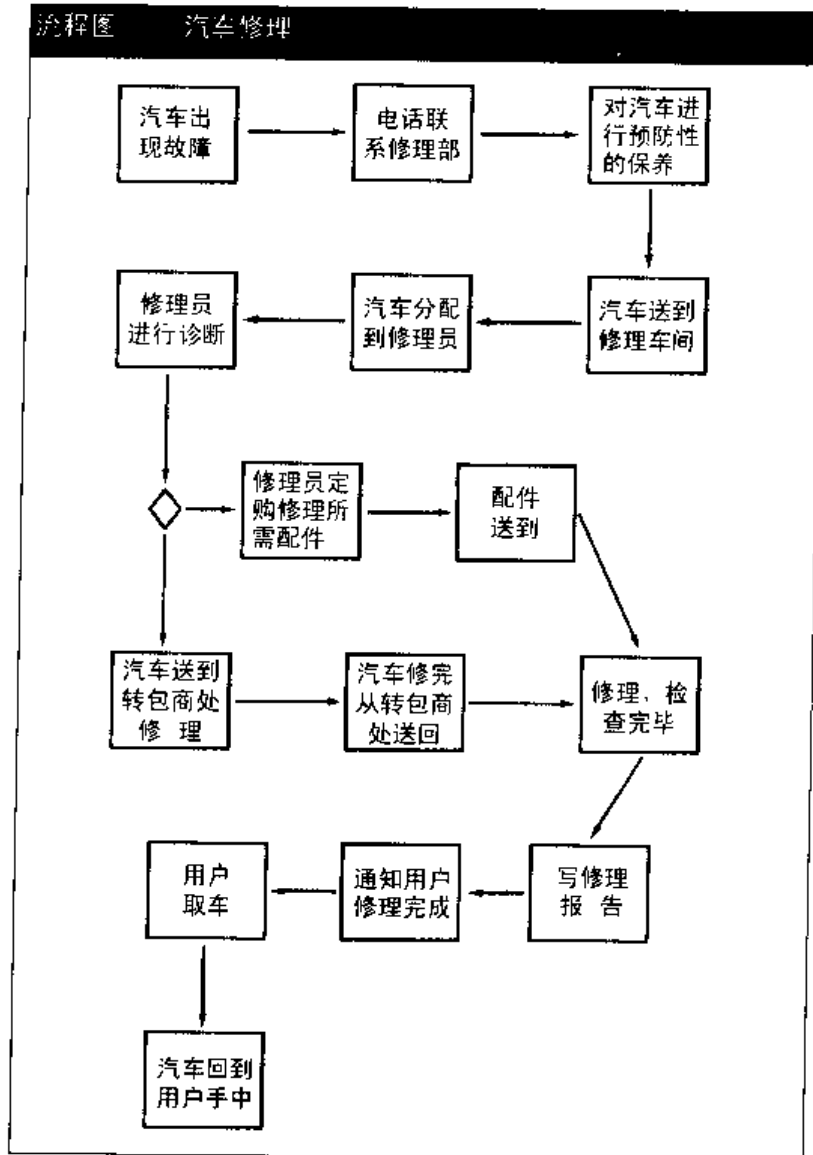 流程图 汽车修理
汽车出
现故障
电话联
系修理部
对汽车进
行预防性
的保养
修理员
进行诊断
汽车分配
到修理员
汽车送到
修理车间
修理员定
购修理所
需配件
配件
送到
汽车送到
转包商处
修 理
汽车修完
从转包商
处送回
修理、检
查完毕
用户
取车
通知用户
修理完成
写修理
报 告
汽车回到
用户手中